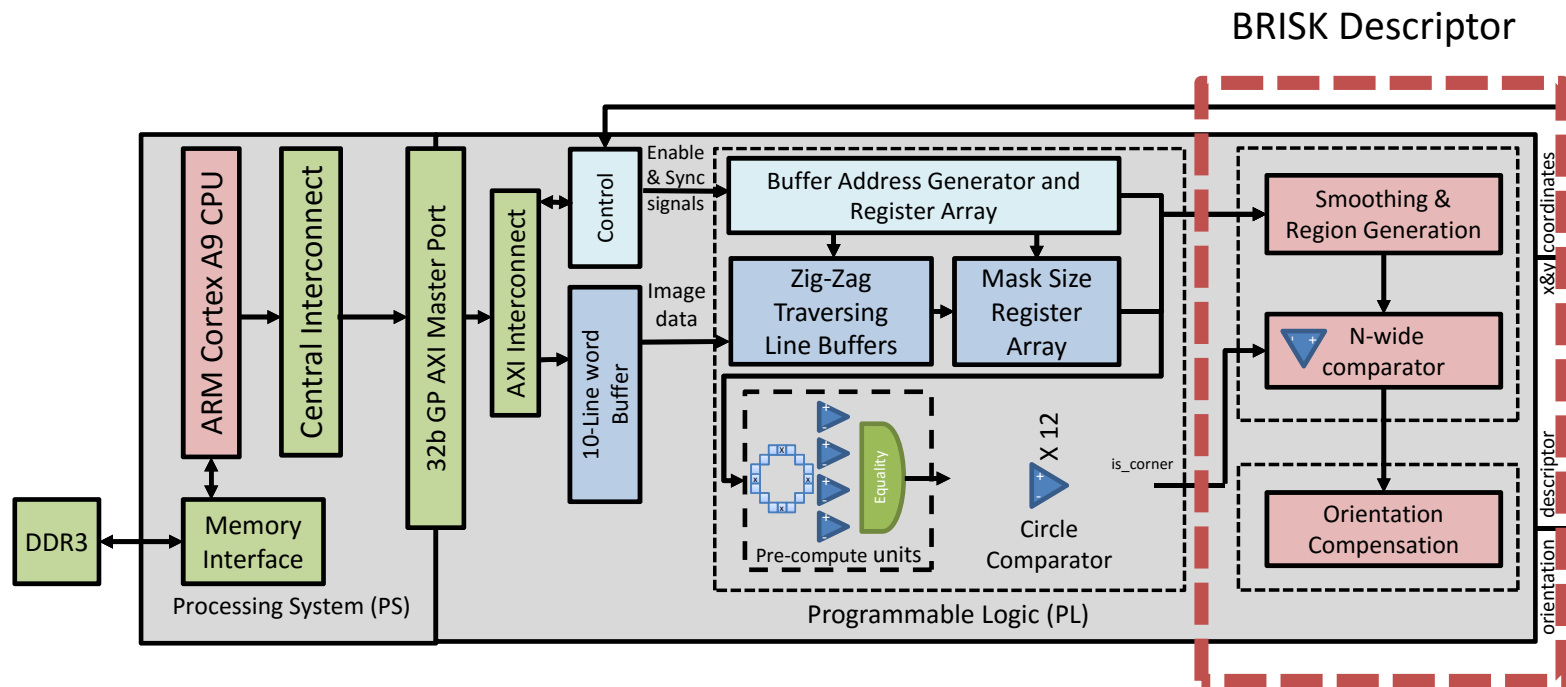 BRISK Descriptor
ARM Cortex A9 CPU
Central Interconnect
32b GP AXI Master Port
AXI Interconnect
Control
10-Line word
Buffer
Enable
& Sync
signals
Image
data
Buffer Address Generator and
Register Array
Zig-Zag
Traversing
Line Buffers
Mask Size
Register
Array
x
x
x
x
+
-
+
-
+
-
+
-
Equality
Pre-compute units
X 12
+
-
Circle
Comparator
is_corner
Smoothing &
Region Generation
- +
N-wide
comparator
Orientation
Compensation
x&y coordinates
descriptor
orientation
DDR3
Memory
Interface
Processing System (PS)
Programmable Logic (PL)